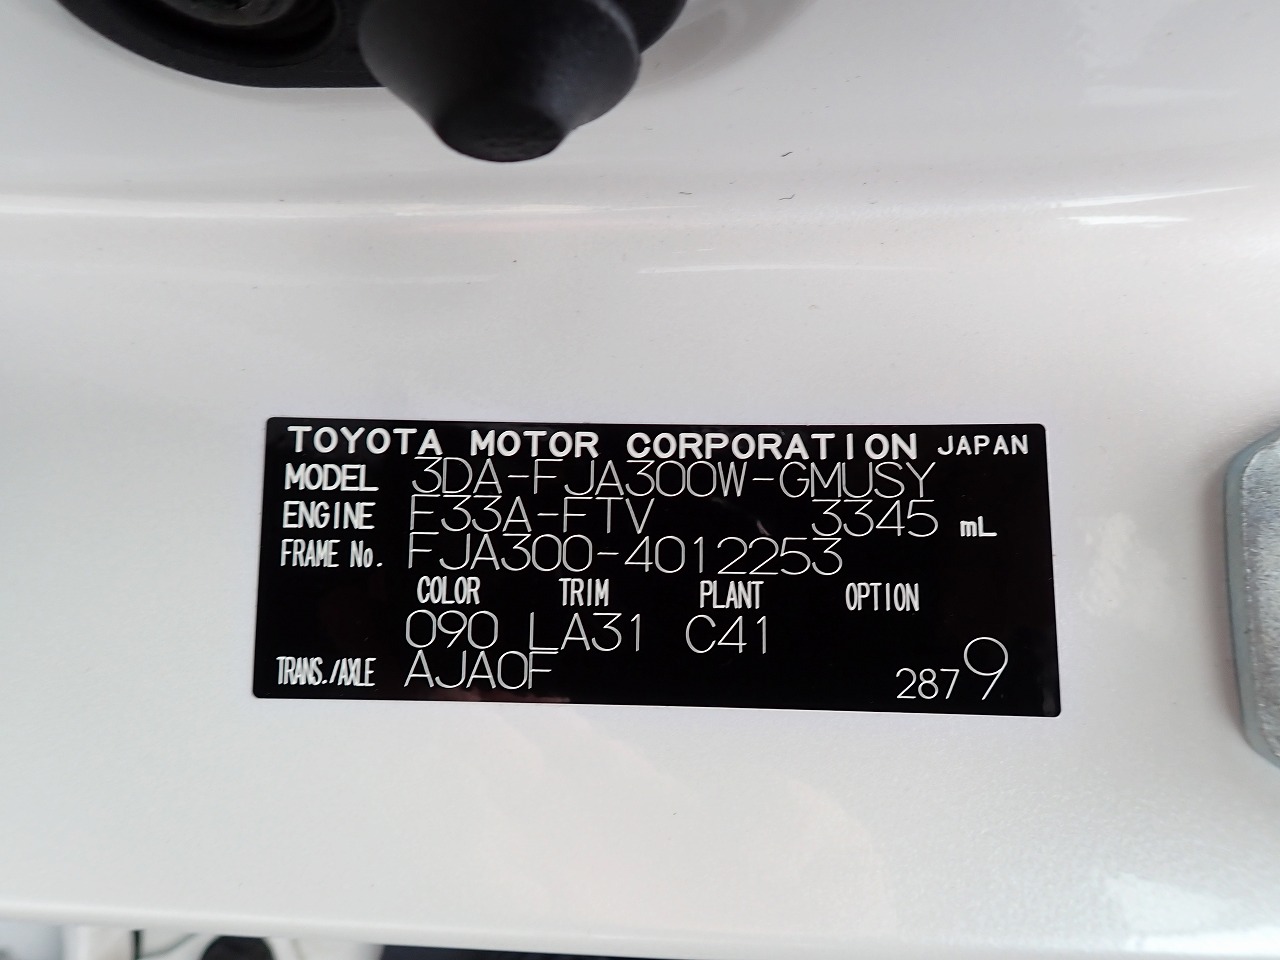 TOYOTA MOTOR CORPORATION JAPAN
MODEL 3DA-FJA300W-GMUSY
ENGINE F33A-FTV 3345 mL
FRAME No. FJA300-4012253
COLOR TRIM PLANT OPTION
090 LA31 C41
TRANS./AXLE AJA0F 2879